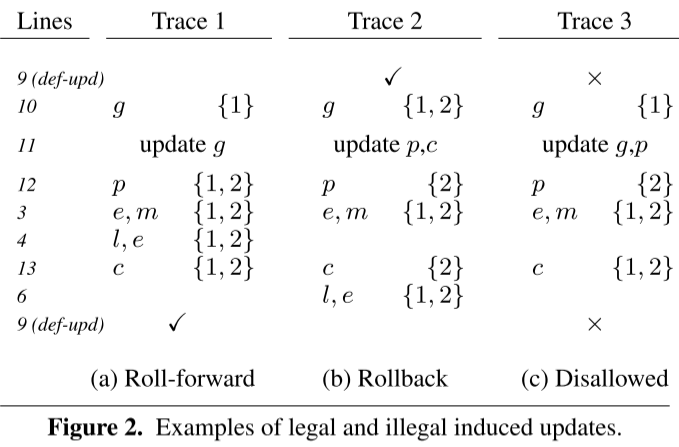 Lines Trace 1 Trace 2 Trace 3
9 (def-upd) ✓ ×
10 g {1} g {1, 2} g {1}
11 update g update p,c update g,p
12 p {1, 2} p {2} p {2}
3 e, m {1, 2} e, m {1, 2} e, m {1, 2}
4 l, e {1, 2}
13 c {1, 2} c {2} c {1, 2}
6 l, e {1, 2}
9 (def-upd) ✓ ×
(a) Roll-forward (b) Rollback (c) Disallowed
Figure 2. Examples of legal and illegal induced updates.